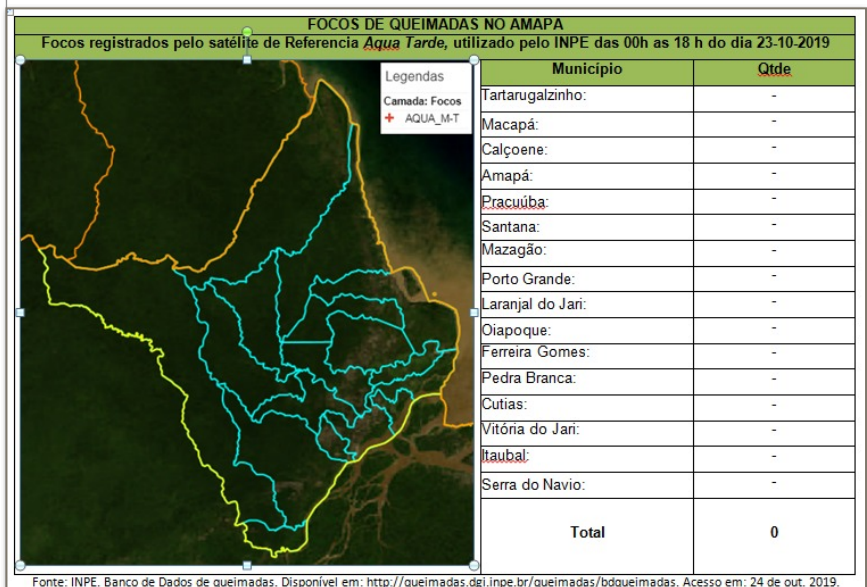 FOCOS DE QUEIMADAS NO AMAPA
Focos registrados pelo satélite de Referencia Aqua Tarde, utilizado pelo INPE das 00h as 18 h do dia 23-10-2019
Legendas
Camada: Focos
+ AQUA_M-T
Município Qtde
Tartarugalzinho: -
Macapá: -
Calçoene: -
Amapá: -
Pracuúba: -
Santana: -
Mazagão: -
Porto Grande: -
Laranjal do Jari: -
Oiapoque: -
Ferreira Gomes: -
Pedra Branca: -
Cutias: -
Vitória do Jari: -
Itaubal: -
Serra do Navio: -
Total 0
Fonte: INPE. Banco de Dados de queimadas. Disponível em: http://queimadas.dgi.inpe.br/queimadas/bdqueimadas. Acesso em: 24 de out. 2019.